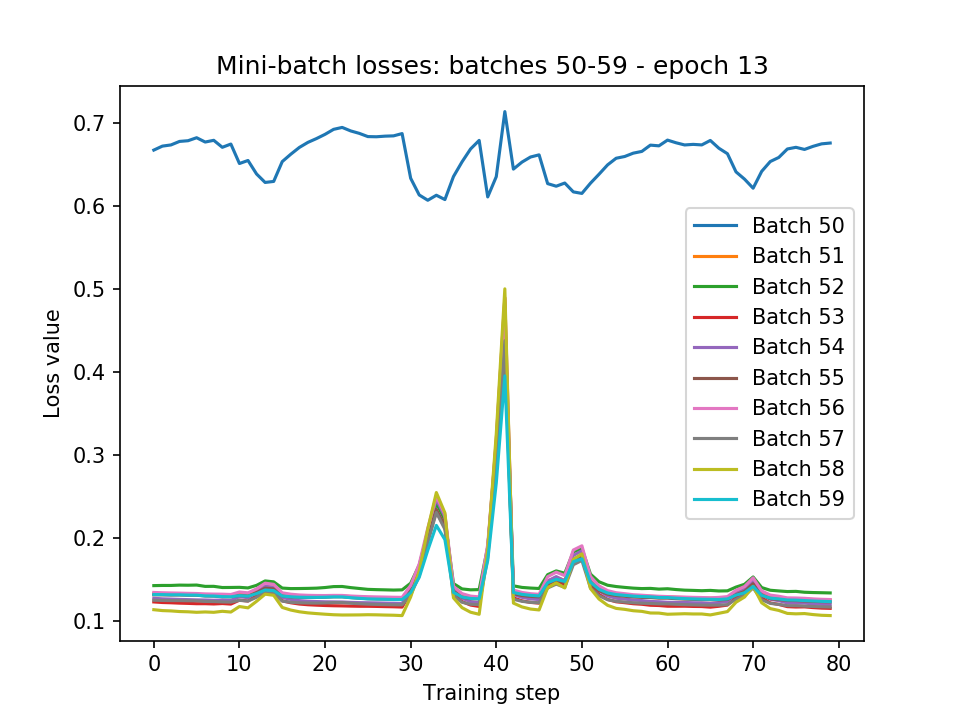 Mini-batch losses: batches 50-59 - epoch 13
0.7
0.6
0.5
0.4
0.3
0.2
0.1
Loss value
Batch 50
Batch 51
Batch 52
Batch 53
Batch 54
Batch 55
Batch 56
Batch 57
Batch 58
Batch 59
0 10 20 30 40 50 60 70 80
Training step